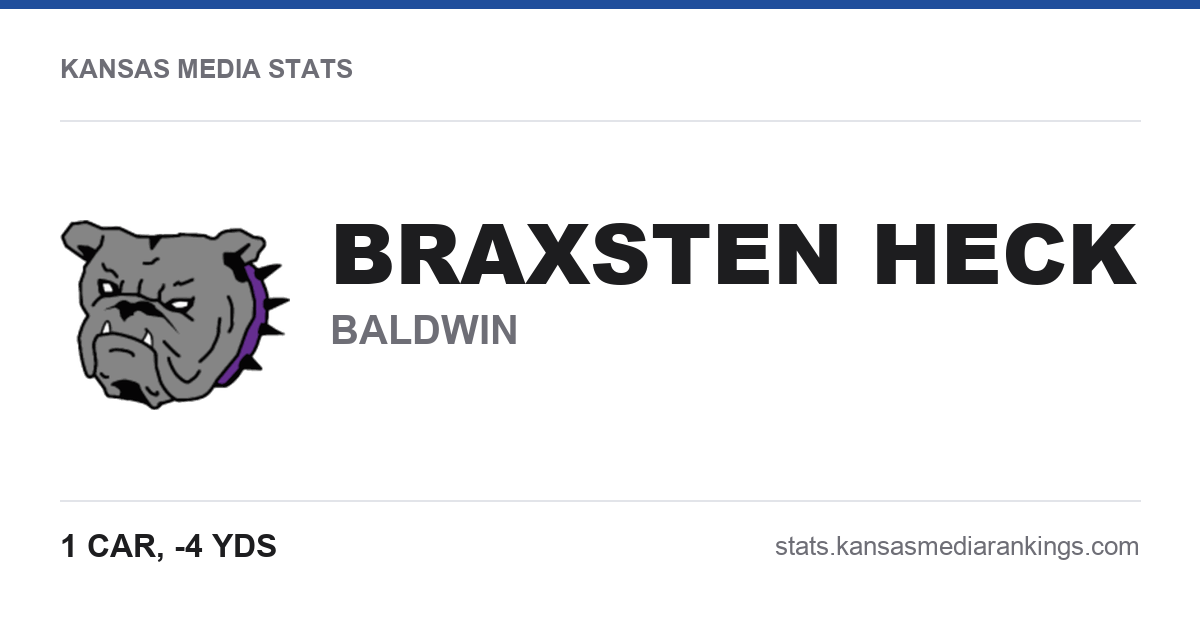 KANSAS MEDIA STATS
BRAXSTEN HECK
BALDWIN
1 CAR, -4 YDS
stats.kansasmediarankings.com